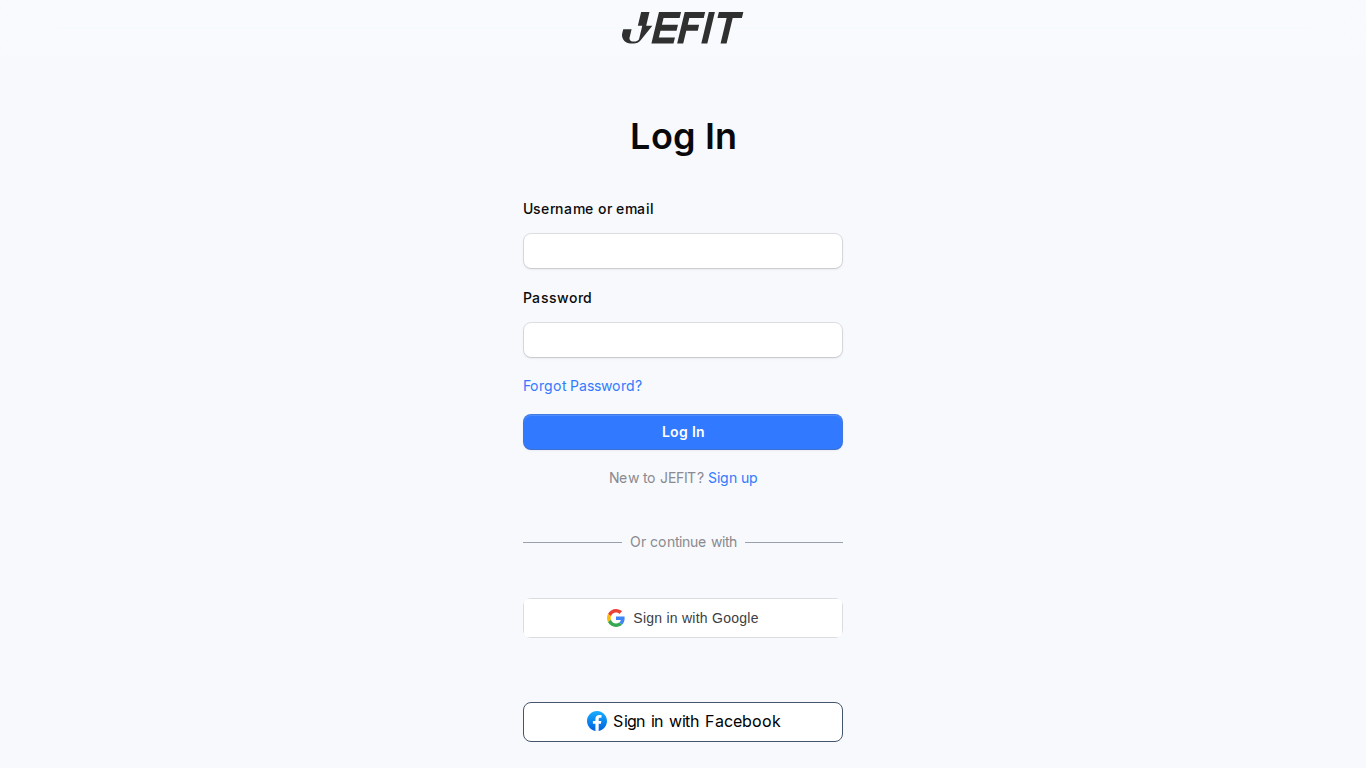 JEFIT
Log In
Username or email
Password
Forgot Password?
Log In
New to JEFIT? Sign up
Or continue with
Sign in with Google
Sign in with Facebook